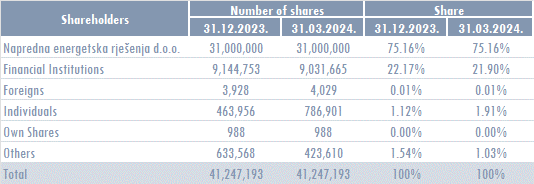 Shareholders Number of shares Share
31.12.2023. 31.03.2024. 31.12.2023. 31.03.2024.
Napredna energetska rješenja d.o.o. 31,000,000 31,000,000 75.16% 75.16%
Financial Institutions 9,144,753 9,031,665 22.17% 21.90%
Foreigns 3,928 4,029 0.01% 0.01%
Individuals 463,956 786,901 1.12% 1.91%
Own Shares 988 988 0.00% 0.00%
Others 633,568 423,610 1.54% 1.03%
Total 41,247,193 41,247,193 100% 100%